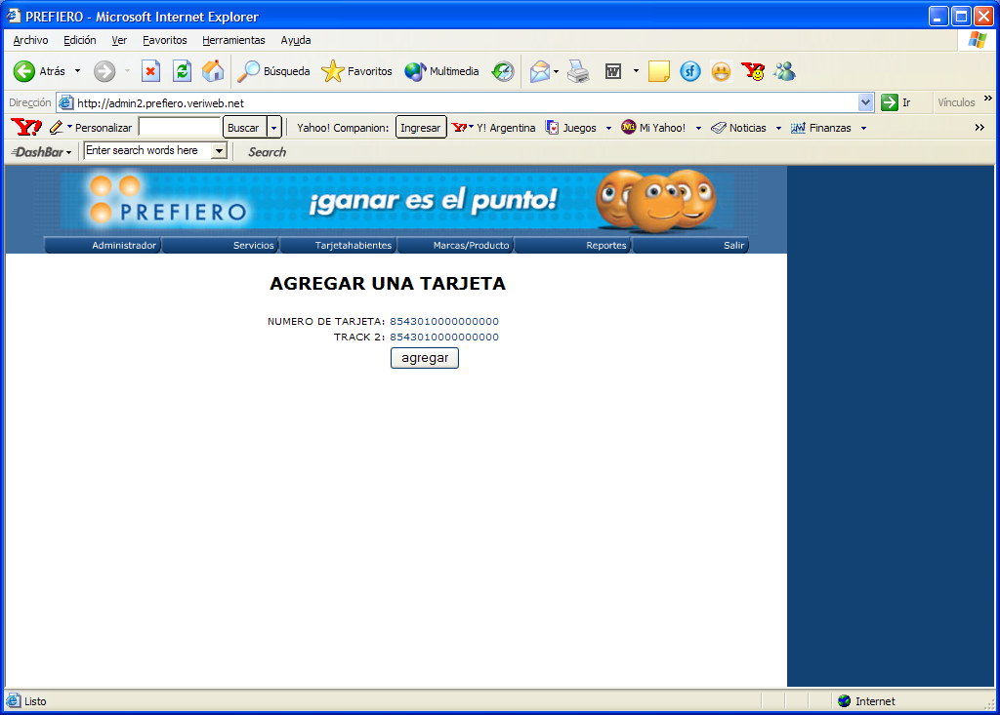 PREFIERO - Microsoft Internet Explorer
Archivo Edición Ver Favoritos Herramientas Ayuda
Atrás Búsqueda Favoritos Multimedia
Dirección http://admin2.prefiero.veriweb.net Ir Vínculos »
Y! Personalizar Buscar Yahoo! Companion: Ingresar Y! Y! Argentina Juegos Mi Yahoo! Noticias Finanzas »
DashBar Enter search words here Search
PREFIERO ¡ganar es el punto!
Administrador Servicios Tarjetahabientes Marcas/Producto Reportes Salir
AGREGAR UNA TARJETA
NUMERO DE TARJETA: 8543010000000000
TRACK 2: 8543010000000000
agregar
Listo Internet